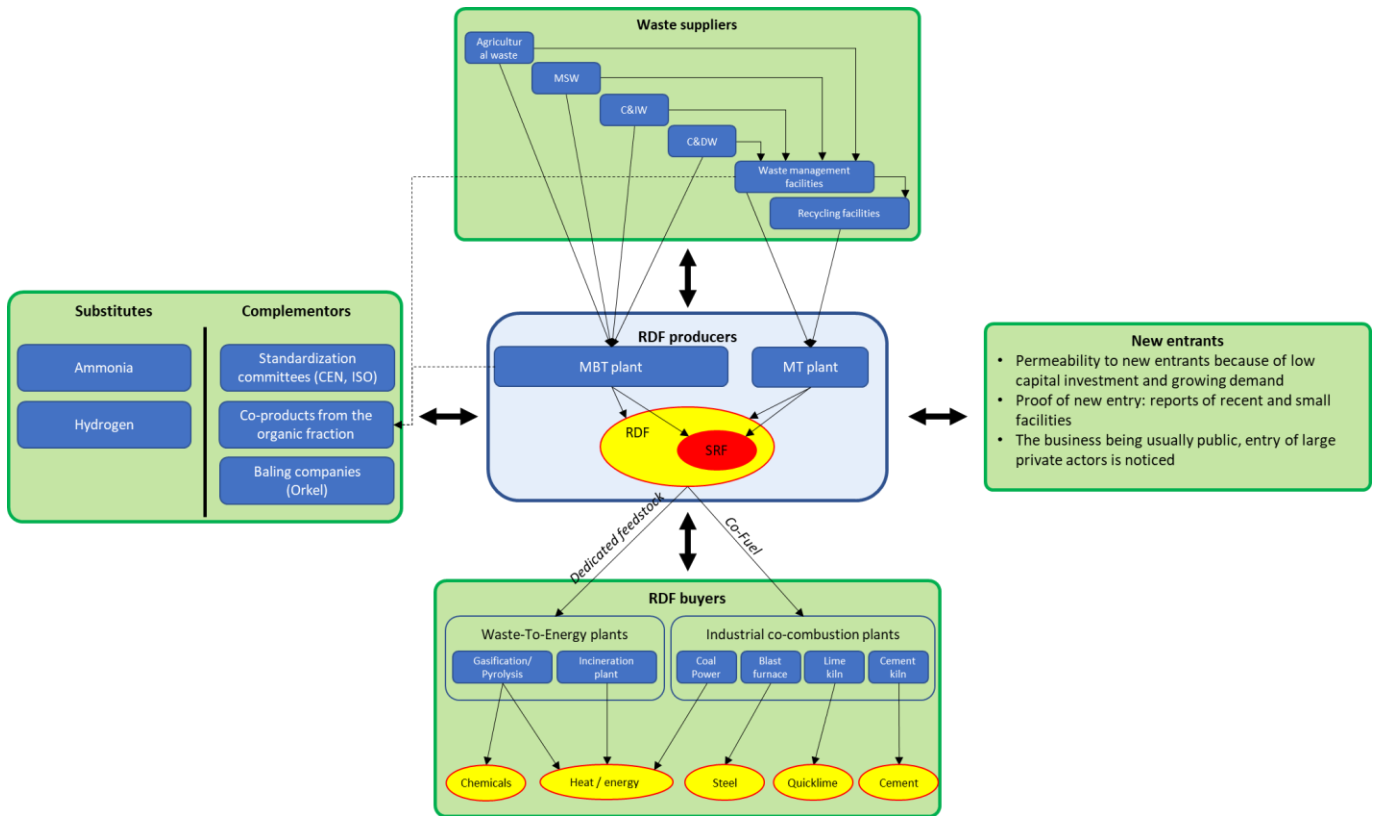 Waste suppliers
Agricultur
al waste
MSW
C&IW
C&DW
Waste management
facilities
Recycling facilities
Substitutes
Complementors
Ammonia
Hydrogen
Standardization
committees (CEN, ISO)
Co-products from the
organic fraction
Baling companies
(Orkel)
RDF producers
MBT plant
MT plant
RDF
SRF
New entrants
• Permeability to new entrants because of low
capital investment and growing demand
• Proof of new entry: reports of recent and small
facilities
• The business being usually public, entry of large
private actors is noticed
Dedicated feedstock
Co-Fuel
RDF buyers
Waste-To-Energy plants
Industrial co-combustion plants
Gasification/
Pyrolysis
Incineration
plant
Coal
Power
Blast
furnace
Lime
kiln
Cement
kiln
Chemicals
Heat / energy
Steel
Quicklime
Cement